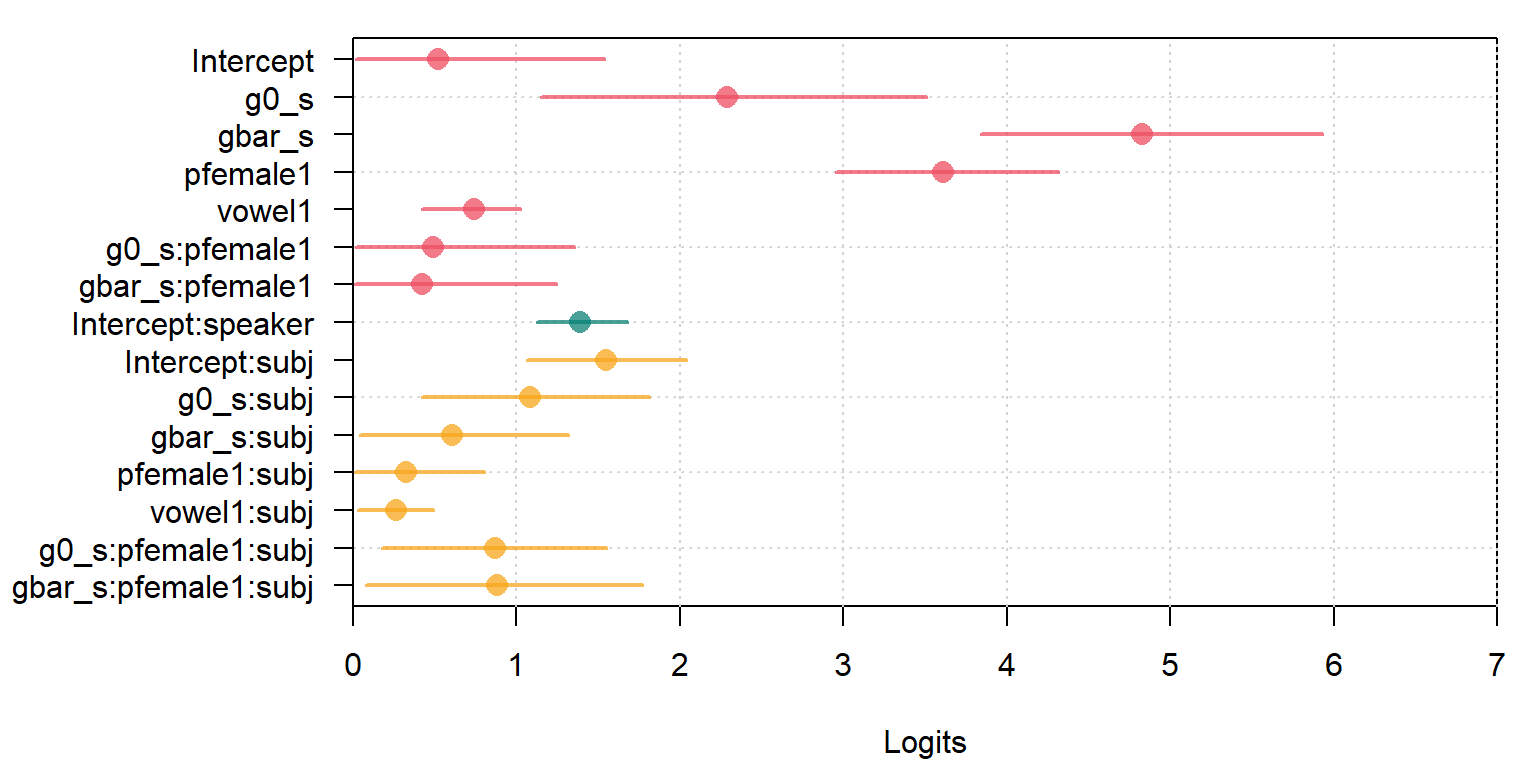 Intercept
g0_s
gbar_s
pfemale1
vowel1
g0_s:pfemale1
gbar_s:pfemale1
Intercept:speaker
Intercept:subj
g0_s:subj
gbar_s:subj
pfemale1:subj
vowel1:subj
g0_s:pfemale1:subj
gbar_s:pfemale1:subj
0 1 2 3 4 5 6 7
Logits